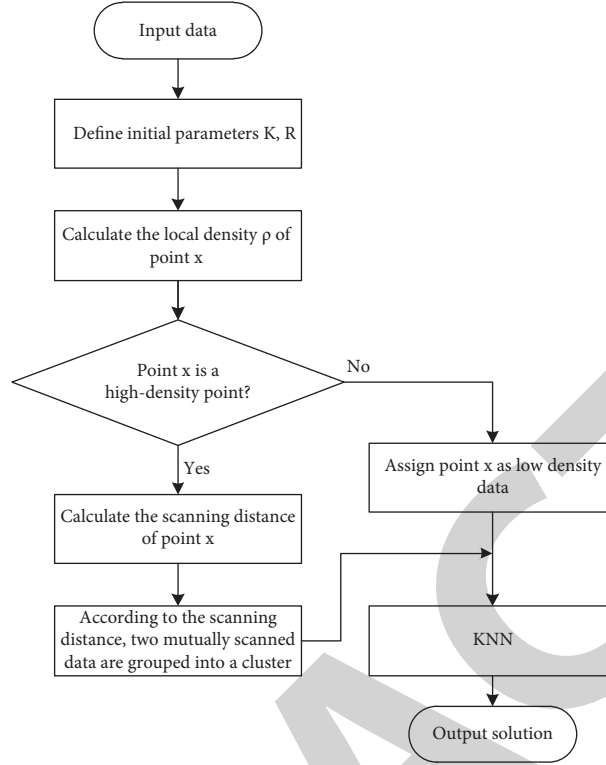 Input data
Define initial parameters K, R
Calculate the local density ρ of
point x
Point x is a
high-density point?
No
Yes
Assign point x as low density
data
Calculate the scanning distance
of point x
According to the scanning
distance, two mutually scanned
data are grouped into a cluster
KNN
Output solution